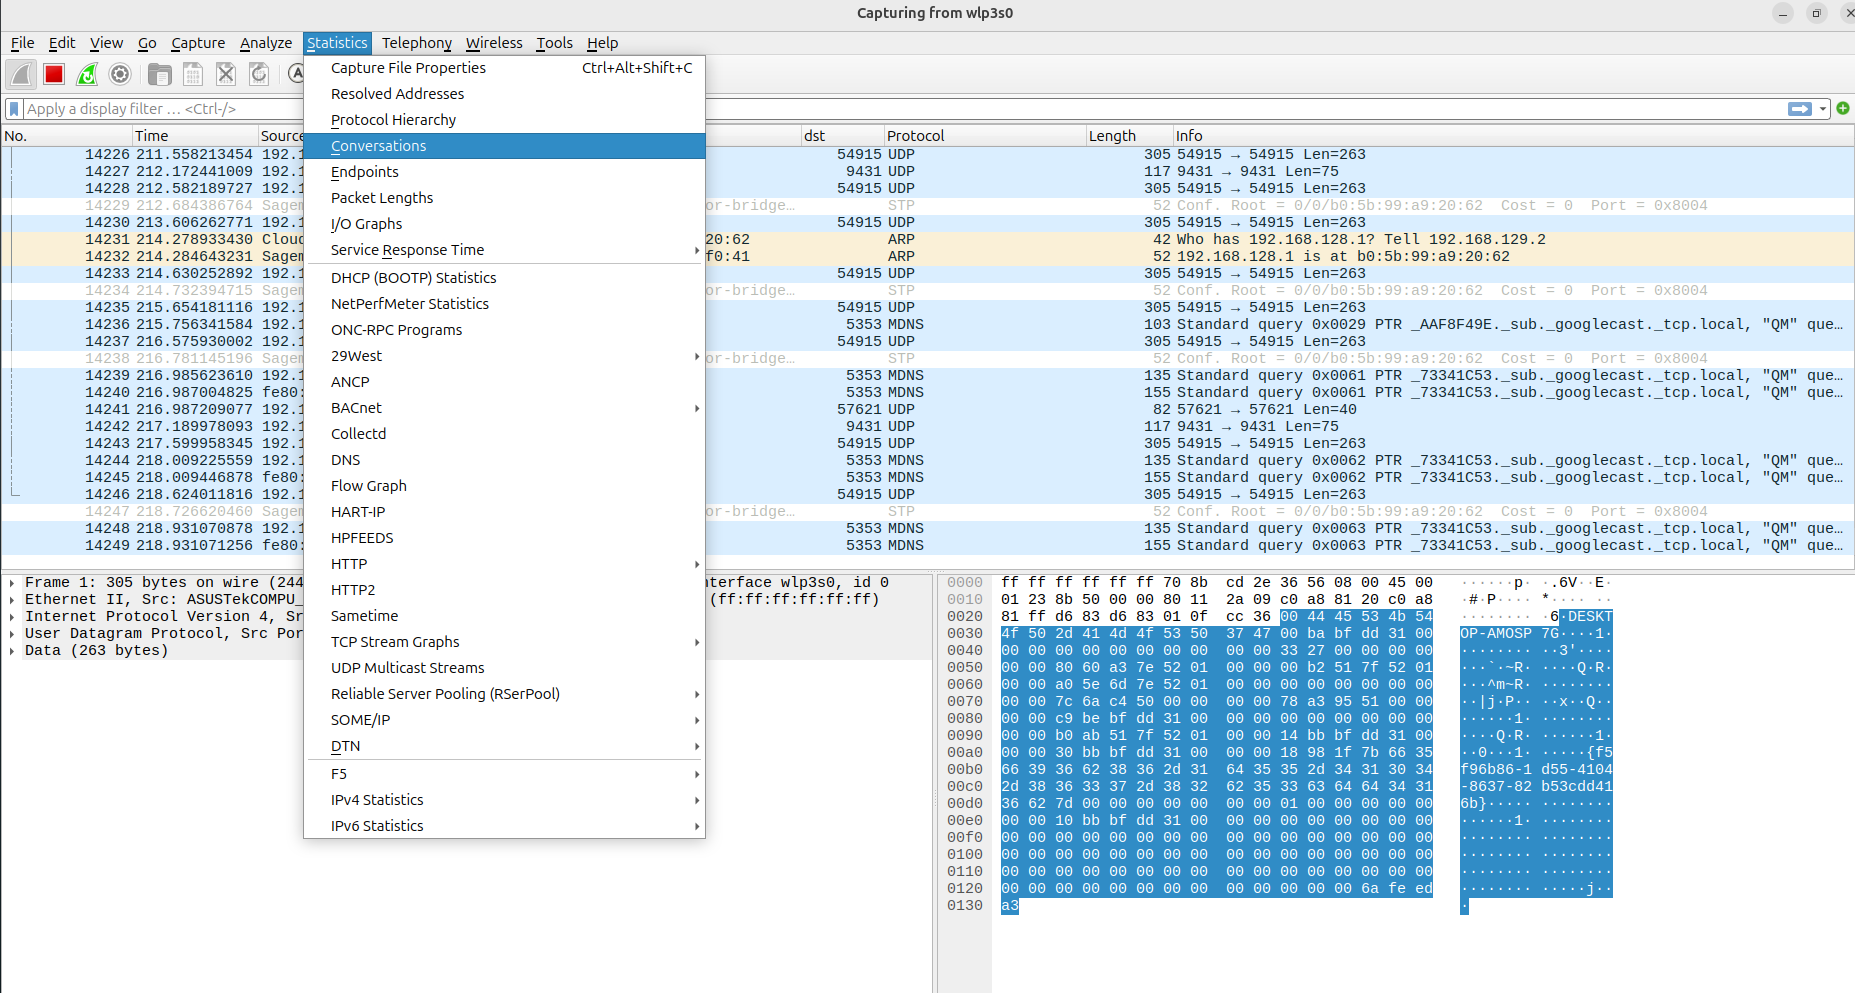 Capturing from wlp3s0
File Edit View Go Capture Analyze Statistics Telephony Wireless Tools Help
Apply a display filter … <Ctrl-/>
No. Time Source dst Protocol Length Info
14226 211.558213454 192.1 54915 UDP 305 54915 → 54915 Len=263
14227 212.172441009 192.1 9431 UDP 117 9431 → 9431 Len=75
14228 212.582189727 192.1 54915 UDP 305 54915 → 54915 Len=263
14229 212.684386764 Sagem or-bridge… STP 52 Conf. Root = 0/0/b0:5b:99:a9:20:62 Cost = 0 Port = 0x8004
14230 213.606262771 192.1 54915 UDP 305 54915 → 54915 Len=263
14231 214.278933430 Cloud 20:62 ARP 42 Who has 192.168.128.1? Tell 192.168.129.2
14232 214.284643231 Sagem f0:41 ARP 52 192.168.128.1 is at b0:5b:99:a9:20:62
14233 214.630252892 192.1 54915 UDP 305 54915 → 54915 Len=263
14234 214.732394715 Sagem or-bridge… STP 52 Conf. Root = 0/0/b0:5b:99:a9:20:62 Cost = 0 Port = 0x8004
14235 215.654181116 192.1 54915 UDP 305 54915 → 54915 Len=263
14236 215.756341584 192.1 5353 MDNS 103 Standard query 0x0029 PTR _AAF8F49E._sub._googlecast._tcp.local, "QM" que…
14237 216.575930002 192.1 54915 UDP 305 54915 → 54915 Len=263
14238 216.781145196 Sagem or-bridge… STP 52 Conf. Root = 0/0/b0:5b:99:a9:20:62 Cost = 0 Port = 0x8004
14239 216.985623610 192.1 5353 MDNS 135 Standard query 0x0061 PTR _73341C53._sub._googlecast._tcp.local, "QM" que…
14240 216.987004825 fe80: 5353 MDNS 155 Standard query 0x0061 PTR _73341C53._sub._googlecast._tcp.local, "QM" que…
14241 216.987209077 192.1 57621 UDP 82 57621 → 57621 Len=40
14242 217.189978093 192.1 9431 UDP 117 9431 → 9431 Len=75
14243 217.599958345 192.1 54915 UDP 305 54915 → 54915 Len=263
14244 218.009225559 192.1 5353 MDNS 135 Standard query 0x0062 PTR _73341C53._sub._googlecast._tcp.local, "QM" que…
14245 218.009446878 fe80: 5353 MDNS 155 Standard query 0x0062 PTR _73341C53._sub._googlecast._tcp.local, "QM" que…
14246 218.624011816 192.1 54915 UDP 305 54915 → 54915 Len=263
14247 218.726620460 Sagem or-bridge… STP 52 Conf. Root = 0/0/b0:5b:99:a9:20:62 Cost = 0 Port = 0x8004
14248 218.931070878 192.1 5353 MDNS 135 Standard query 0x0063 PTR _73341C53._sub._googlecast._tcp.local, "QM" que…
14249 218.931071256 fe80: 5353 MDNS 155 Standard query 0x0063 PTR _73341C53._sub._googlecast._tcp.local, "QM" que…
Capture File Properties Ctrl+Alt+Shift+C
Resolved Addresses
Protocol Hierarchy
Conversations
Endpoints
Packet Lengths
I/O Graphs
Service Response Time
DHCP (BOOTP) Statistics
NetPerfMeter Statistics
ONC-RPC Programs
29West
ANCP
BACnet
Collectd
DNS
Flow Graph
HART-IP
HPFEEDS
HTTP
HTTP2
Sametime
TCP Stream Graphs
UDP Multicast Streams
Reliable Server Pooling (RSerPool)
SOME/IP
DTN
F5
IPv4 Statistics
IPv6 Statistics
Frame 1: 305 bytes on wire (244 nterface wlp3s0, id 0
Ethernet II, Src: ASUSTekCOMPU_ (ff:ff:ff:ff:ff:ff)
Internet Protocol Version 4, Sr
User Datagram Protocol, Src Por
Data (263 bytes)
0000 ff ff ff ff ff ff 70 8b cd 2e 36 56 08 00 45 00 ······p· ·.6V··E·
0010 01 23 8b 50 00 00 80 11 2a 09 c0 a8 81 20 c0 a8 ·#·P···· *···· ··
0020 81 ff d6 83 d6 83 01 0f cc 36 00 44 45 53 4b 54 ········ ·6·DESKT
0030 4f 50 2d 41 4d 4f 53 50 37 47 00 ba bf dd 31 00 OP-AMOSP 7G····1·
0040 00 00 00 00 00 00 00 00 00 00 33 27 00 00 00 00 ········ ··3'····
0050 00 00 80 60 a3 7e 52 01 00 00 00 b2 51 7f 52 01 ···`·~R· ····Q·R·
0060 00 00 a0 5e 6d 7e 52 01 00 00 00 00 00 00 00 00 ···^m~R· ········
0070 00 00 7c 6a c4 50 00 00 00 00 78 a3 95 51 00 00 ··|j·P·· ··x··Q··
0080 00 00 c9 be bf dd 31 00 00 00 00 00 00 00 00 00 ······1· ········
0090 00 00 b0 ab 51 7f 52 01 00 00 14 bb bf dd 31 00 ····Q·R· ······1·
00a0 00 00 30 bb bf dd 31 00 00 00 18 98 1f 7b 66 35 ··0···1· ·····{f5
00b0 66 39 36 62 38 36 2d 31 64 35 35 2d 34 31 30 34 f96b86-1 d55-4104
00c0 2d 38 36 33 37 2d 38 32 62 35 33 63 64 64 34 31 -8637-82 b53cdd41
00d0 36 62 7d 00 00 00 00 00 00 00 01 00 00 00 00 00 6b}····· ········
00e0 00 00 10 bb bf dd 31 00 00 00 00 00 00 00 00 00 ······1· ········
00f0 00 00 00 00 00 00 00 00 00 00 00 00 00 00 00 00 ········ ········
0100 00 00 00 00 00 00 00 00 00 00 00 00 00 00 00 00 ········ ········
0110 00 00 00 00 00 00 00 00 00 00 00 00 00 00 00 00 ········ ········
0120 00 00 00 00 00 00 00 00 00 00 00 00 00 6a fe ed ········ ·····j··
0130 a3 ·